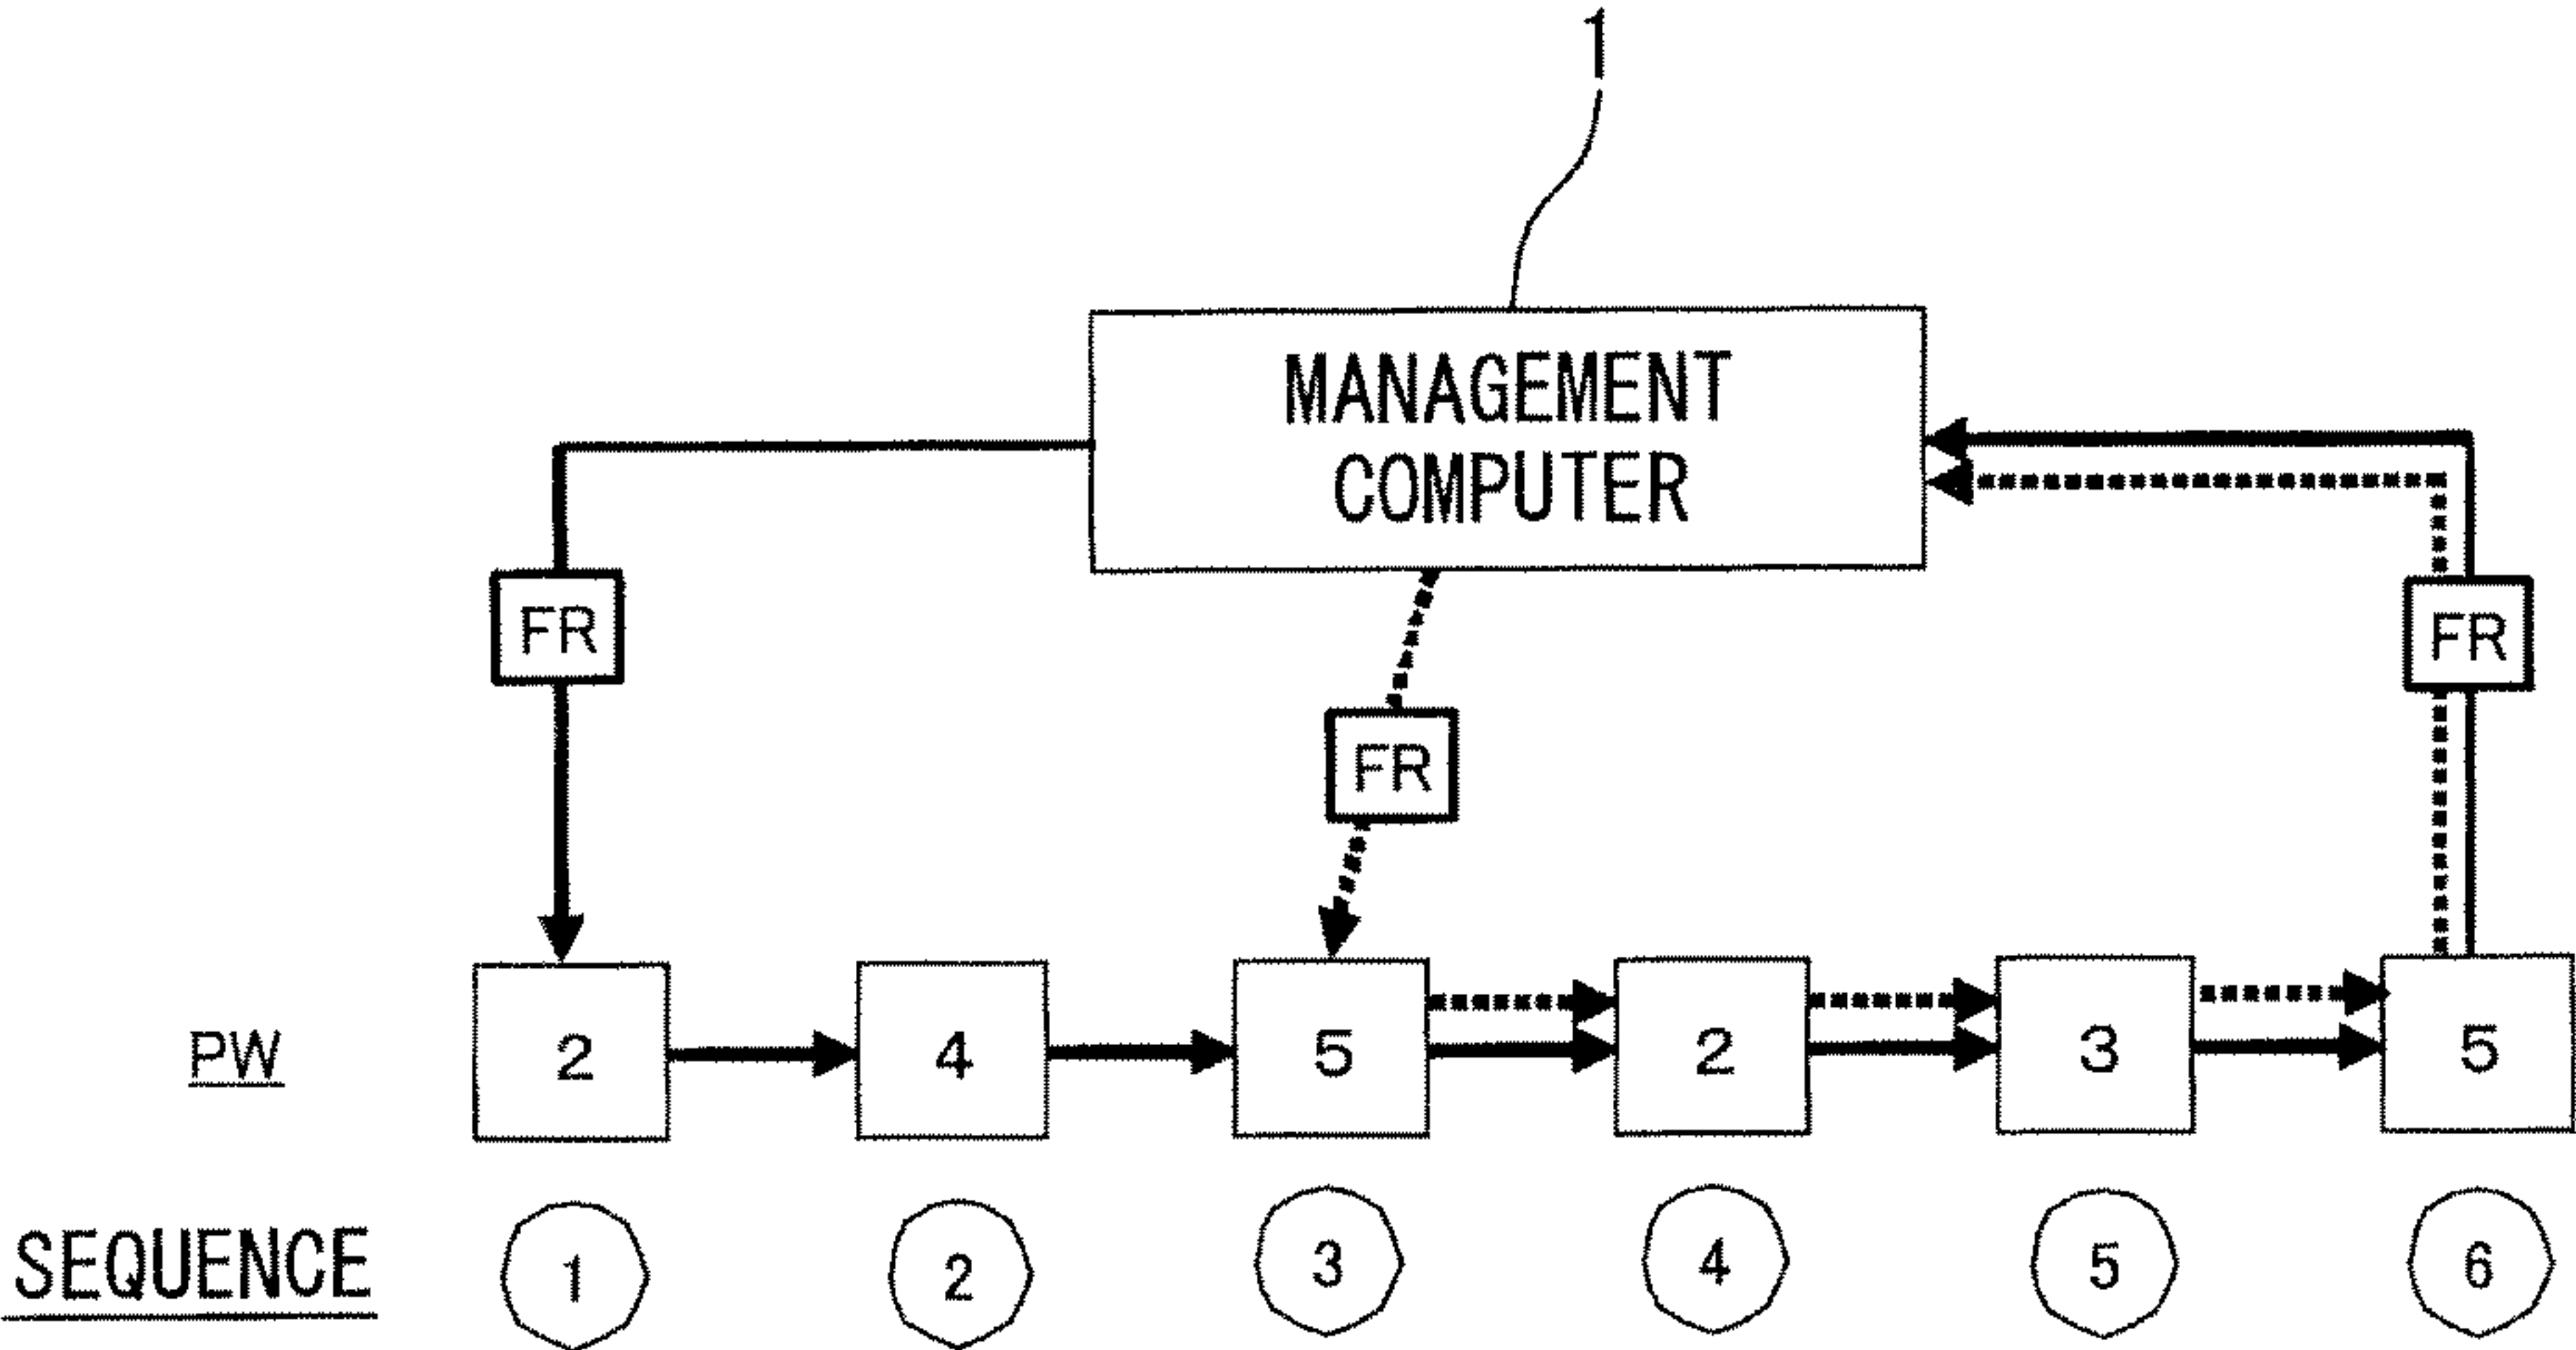 1
MANAGEMENT
COMPUTER
FR
FR
FR
PW 2 4 5 2 3 5
SEQUENCE 1 2 3 4 5 6